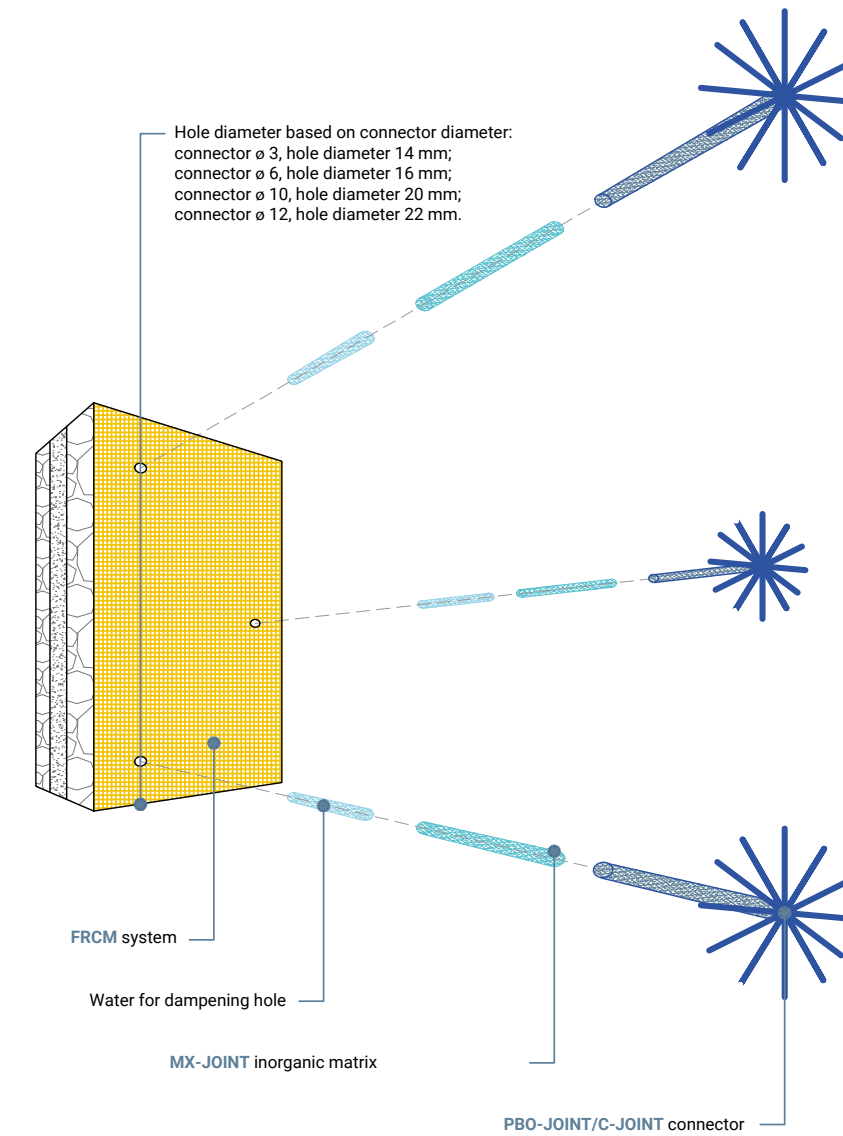 Hole diameter based on connector diameter:
connector ø 3, hole diameter 14 mm;
connector ø 6, hole diameter 16 mm;
connector ø 10, hole diameter 20 mm;
connector ø 12, hole diameter 22 mm.
FRCM system
Water for dampening hole
MX-JOINT inorganic matrix
PBO-JOINT/C-JOINT connector